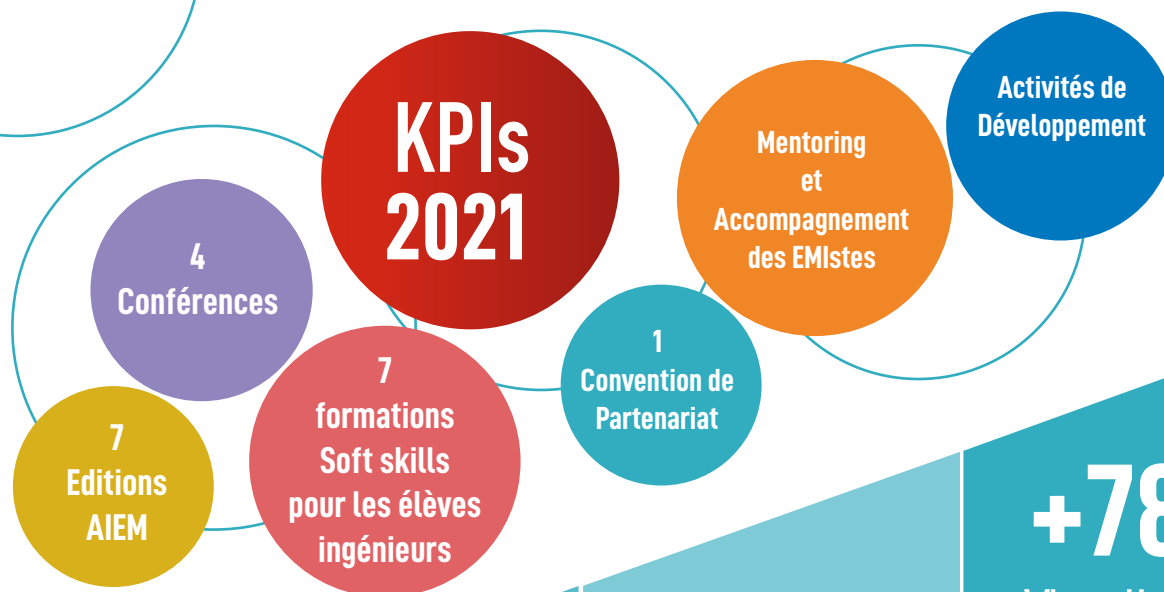 KPIs
2021
Activités de
Développement
Mentoring
et
Accompagnement
des EMIstes
4
Conférences
1
Convention de
Partenariat
7
formations
Soft skills
pour les élèves
ingénieurs
7
Editions
AIEM
+78